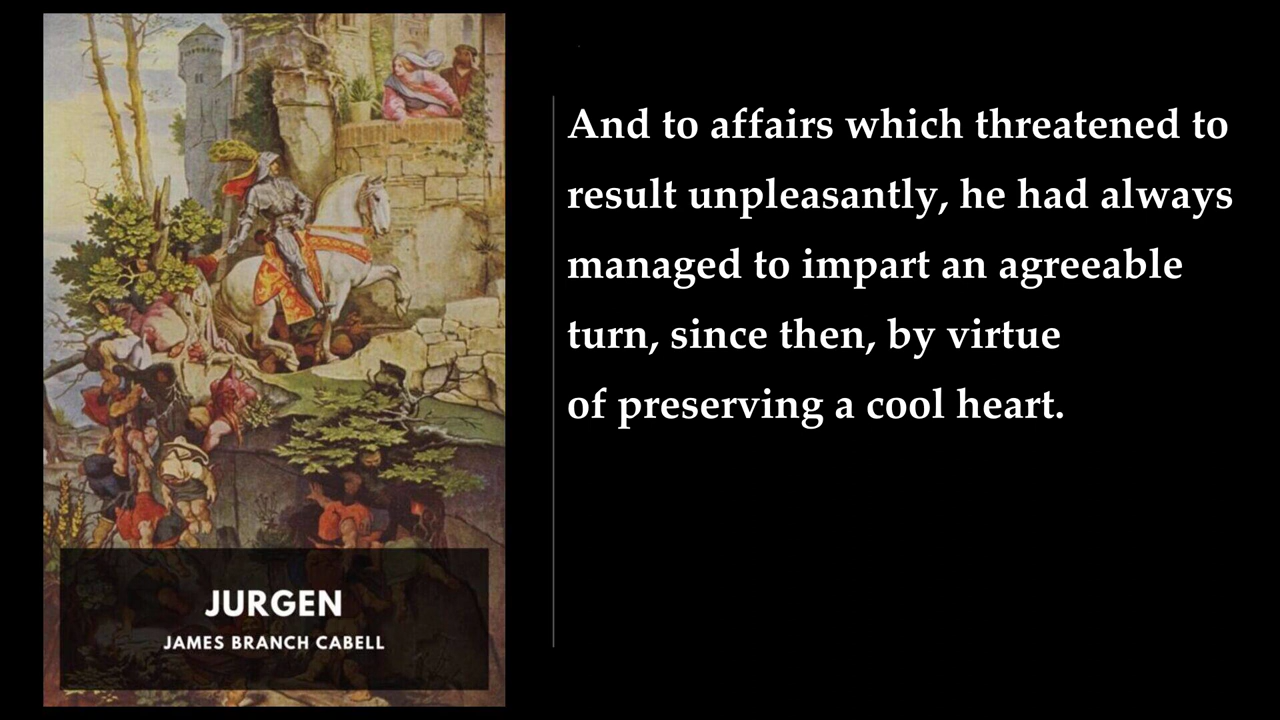 JURGEN
JAMES BRANCH CABELL
And to affairs which threatened to
result unpleasantly, he had always
managed to impart an agreeable
turn, since then, by virtue
of preserving a cool heart.